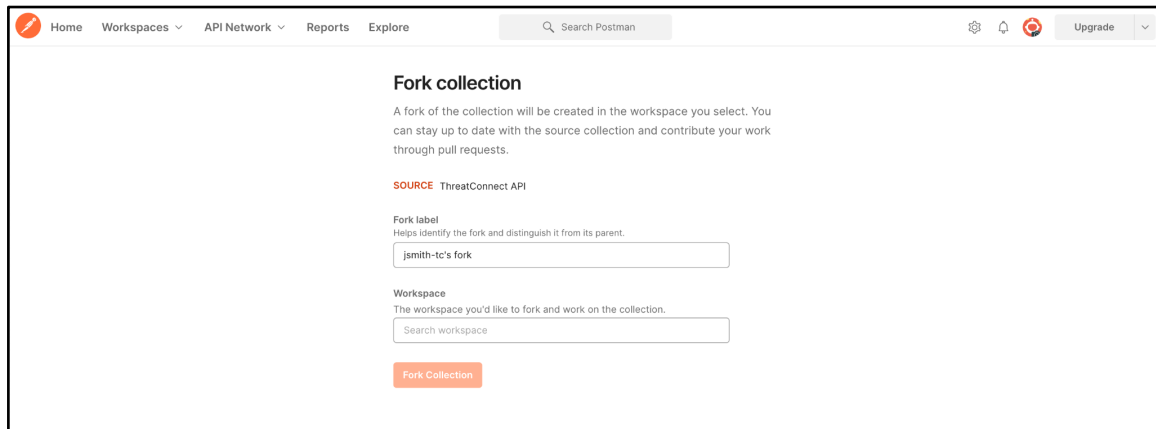 Home Workspaces API Network Reports Explore Search Postman Upgrade
Fork collection
A fork of the collection will be created in the workspace you select. You
can stay up to date with the source collection and contribute your work
through pull requests.
SOURCE ThreatConnect API
Fork label
Helps identify the fork and distinguish it from its parent.
jsmith-tc's fork
Workspace
The workspace you'd like to fork and work on the collection.
Search workspace
Fork Collection